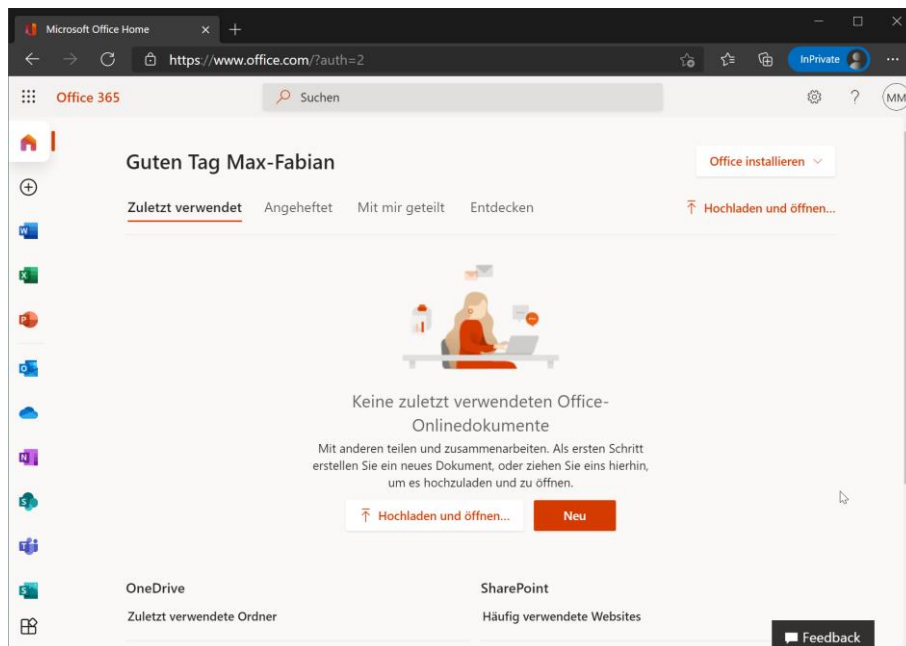 Microsoft Office Home
https://www.office.com/?auth=2
InPrivate
Office 365
Suchen
MM
Guten Tag Max-Fabian
Office installieren
Zuletzt verwendet Angeheftet Mit mir geteilt Entdecken
Hochladen und öffnen...
Keine zuletzt verwendeten Office-
Onlinedokumente
Mit anderen teilen und zusammenarbeiten. Als ersten Schritt
erstellen Sie ein neues Dokument, oder ziehen Sie eins hierhin,
um es hochzuladen und zu öffnen.
Hochladen und öffnen...
Neu
OneDrive
SharePoint
Zuletzt verwendete Ordner
Häufig verwendete Websites
Feedback